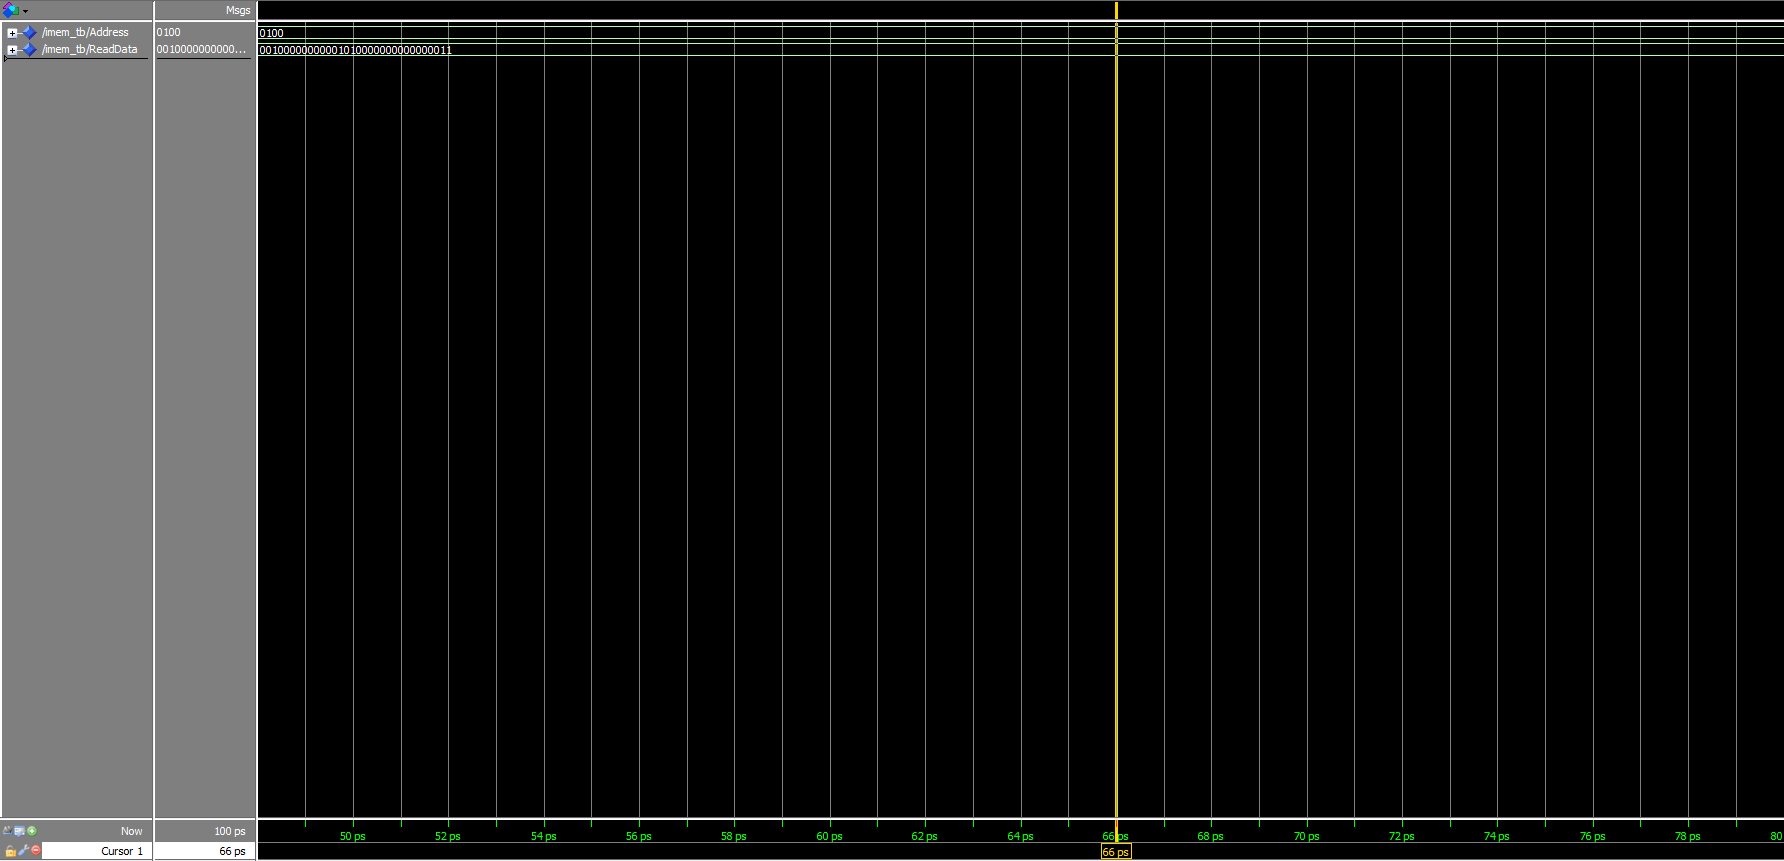 Msgs
/imem_tb/Address 0100 0100
/imem_tb/ReadData 0010000000000... 00100000000001010000000000000011
Now 100 ps 50 ps 52 ps 54 ps 56 ps 58 ps 60 ps 62 ps 64 ps 66 ps 68 ps 70 ps 72 ps 74 ps 76 ps 78 ps 80
Cursor 1 66 ps 66 ps